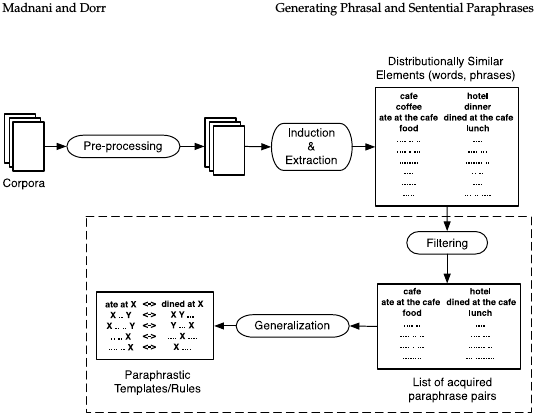 Madnani and Dorr
Generating Phrasal and Sentential Paraphrases
Distributionally Similar
Elements (words, phrases)
cafe hotel
coffee dinner
ate at the cafe dined at the cafe
food lunch
Corpora
Pre-processing
Induction
&
Extraction
Filtering
cafe hotel
ate at the cafe dined at the cafe
food lunch
List of acquired
paraphrase pairs
Generalization
ate at X <-> dined at X
X .. Y <-> X Y ...
X ... .. Y <-> Y ... X
... .. X <-> .... X ....
.... ... X <-> X ....
Paraphrastic
Templates/Rules